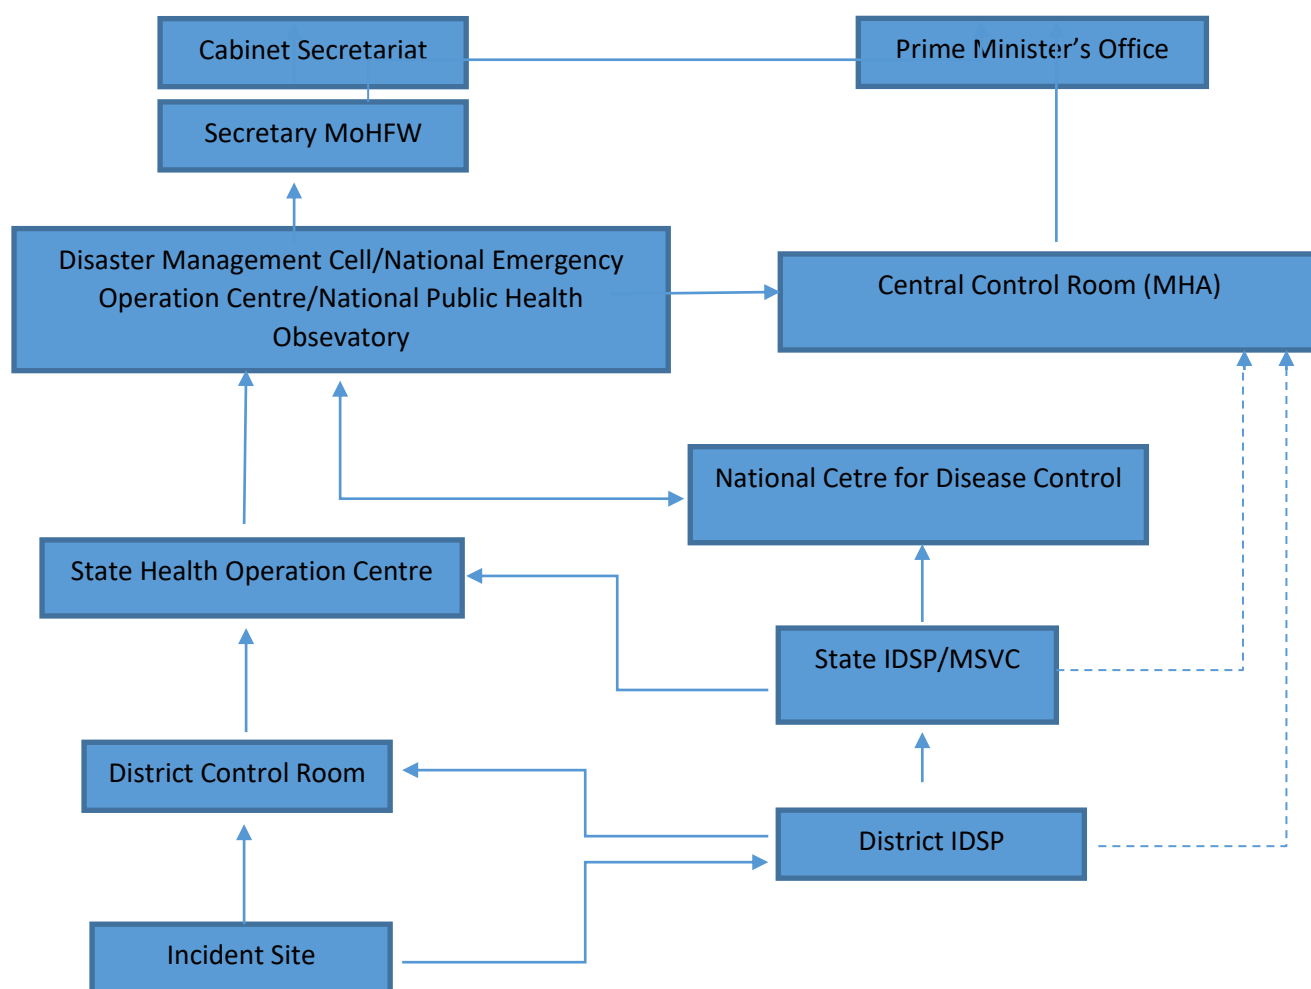 Cabinet Secretariat
Prime Minister’s Office
Secretary MoHFW
Disaster Management Cell/National Emergency
Operation Centre/National Public Health
Obsevatory
Central Control Room (MHA)
National Cetre for Disease Control
State Health Operation Centre
State IDSP/MSVC
District Control Room
District IDSP
Incident Site